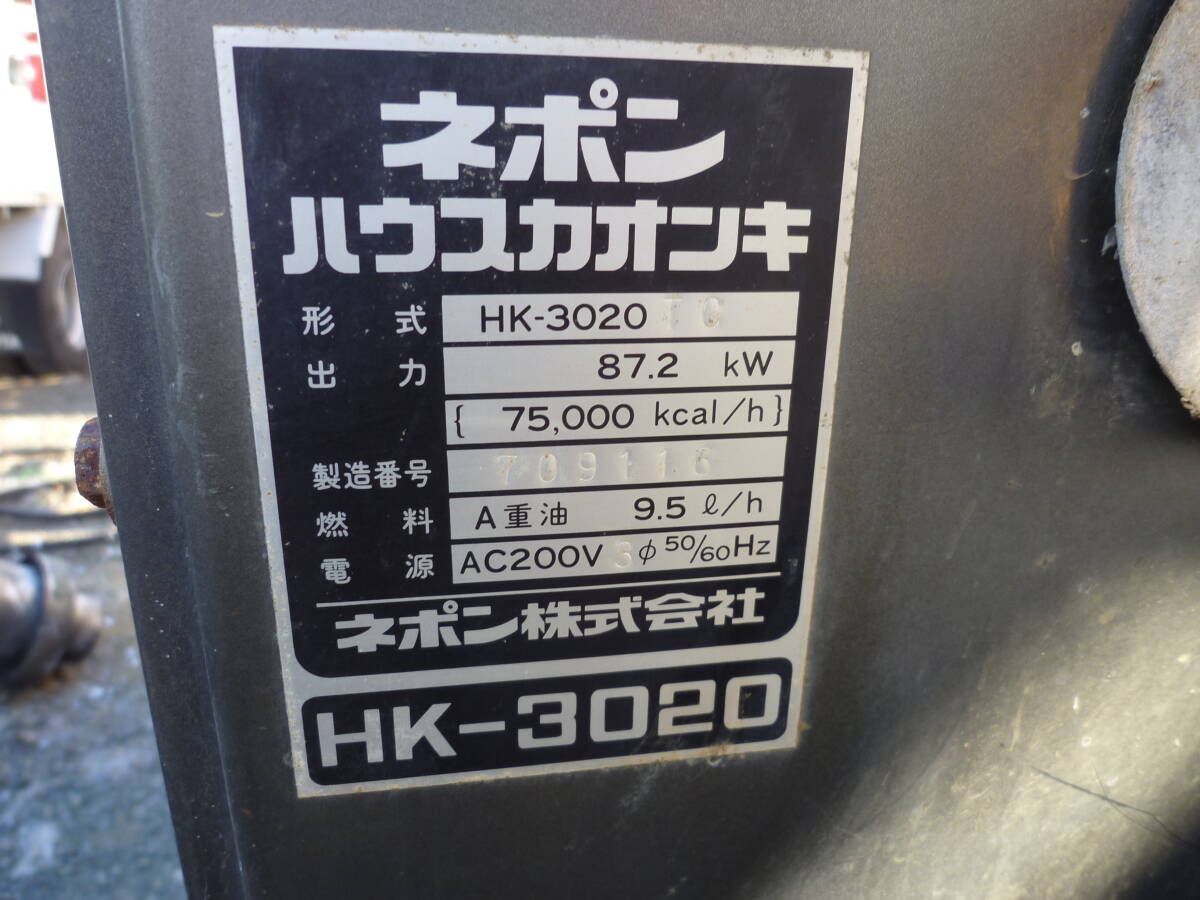 ネポン
ハウスカオンキ
形式 HK-3020TC
出力 87.2 kW
{ 75,000 kcal/h }
製造番号 709116
燃料 A重油 9.5 ℓ/h
電源 AC200V 3φ 50/60Hz
ネポン株式会社
HK-3020